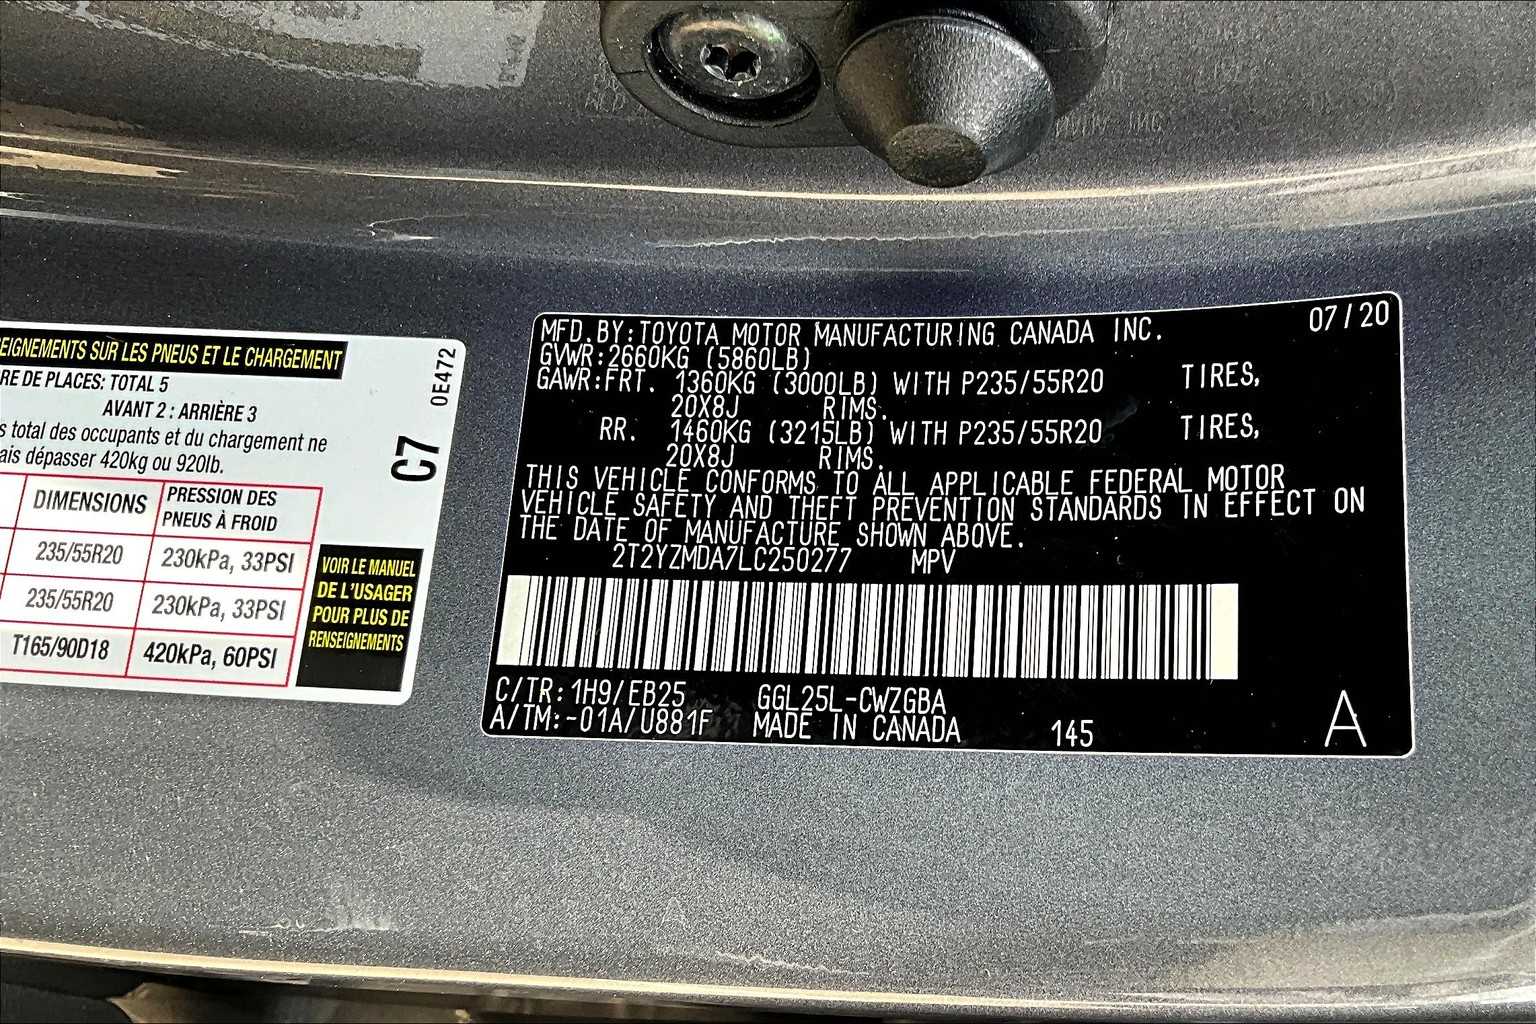 EIGNEMENTS SUR LES PNEUS ET LE CHARGEMENT
RE DE PLACES: TOTAL 5
AVANT 2 : ARRIÈRE 3
s total des occupants et du chargement ne
ais dépasser 420kg ou 920lb.
DIMENSIONS PRESSION DES PNEUS À FROID
235/55R20 230kPa, 33PSI
235/55R20 230kPa, 33PSI
T165/90D18 420kPa, 60PSI
0E472
C7
VOIR LE MANUEL
DE L'USAGER
POUR PLUS DE
RENSEIGNEMENTS
MFD.BY:TOYOTA MOTOR MANUFACTURING CANADA INC. 07/20
GVWR:2660KG (5860LB)
GAWR:FRT. 1360KG (3000LB) WITH P235/55R20 TIRES,
20X8J RIMS.
RR. 1460KG (3215LB) WITH P235/55R20 TIRES,
20X8J RIMS.
THIS VEHICLE CONFORMS TO ALL APPLICABLE FEDERAL MOTOR
VEHICLE SAFETY AND THEFT PREVENTION STANDARDS IN EFFECT ON
THE DATE OF MANUFACTURE SHOWN ABOVE.
2T2YZMDA7LC250277 MPV
C/TR:1H9/EB25 GGL25L-CWZGBA
A/TM:-01A/U881F MADE IN CANADA 145 A